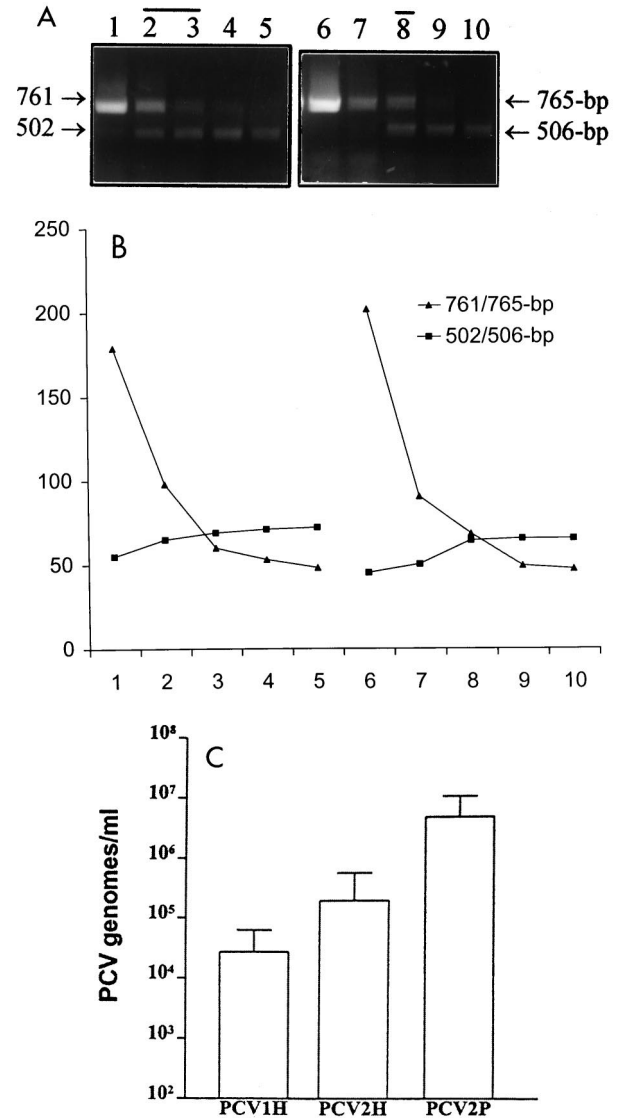 A
1 2 3 4 5 6 7 8 9 10
761 → ← 765-bp
502 → ← 506-bp
B
250
200
150
100
50
0
761/765-bp
502/506-bp
1 2 3 4 5 6 7 8 9 10
C
PCV genomes/ml
10⁸
10⁷
10⁶
10⁵
10⁴
10³
10²
PCV1H PCV2H PCV2P